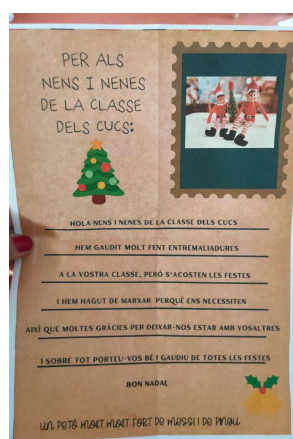 PER ALS
NENS I NENES
DE LA CLASSE
DELS CUCS:
HOLA NENS I NENES DE LA CLASSE DELS CUCS
HEM GAUDIT MOLT FENT ENTREMALIADURES
A LA VOSTRA CLASSE, PERÒ S'ACOSTEN LES FESTES
I HEM HAGUT DE MARXAR PERQUÈ ENS NECESSITEN
AIXÍ QUE MOLTES GRÀCIES PER DEIXAR-NOS ESTAR AMB VOSALTRES
I SOBRE TOT PORTEU-VOS BÉ I GAUDIU DE TOTES LES FESTES
BON NADAL
UN PETÓ MOLT MOLT FORT DE MESSI I DE PINGU